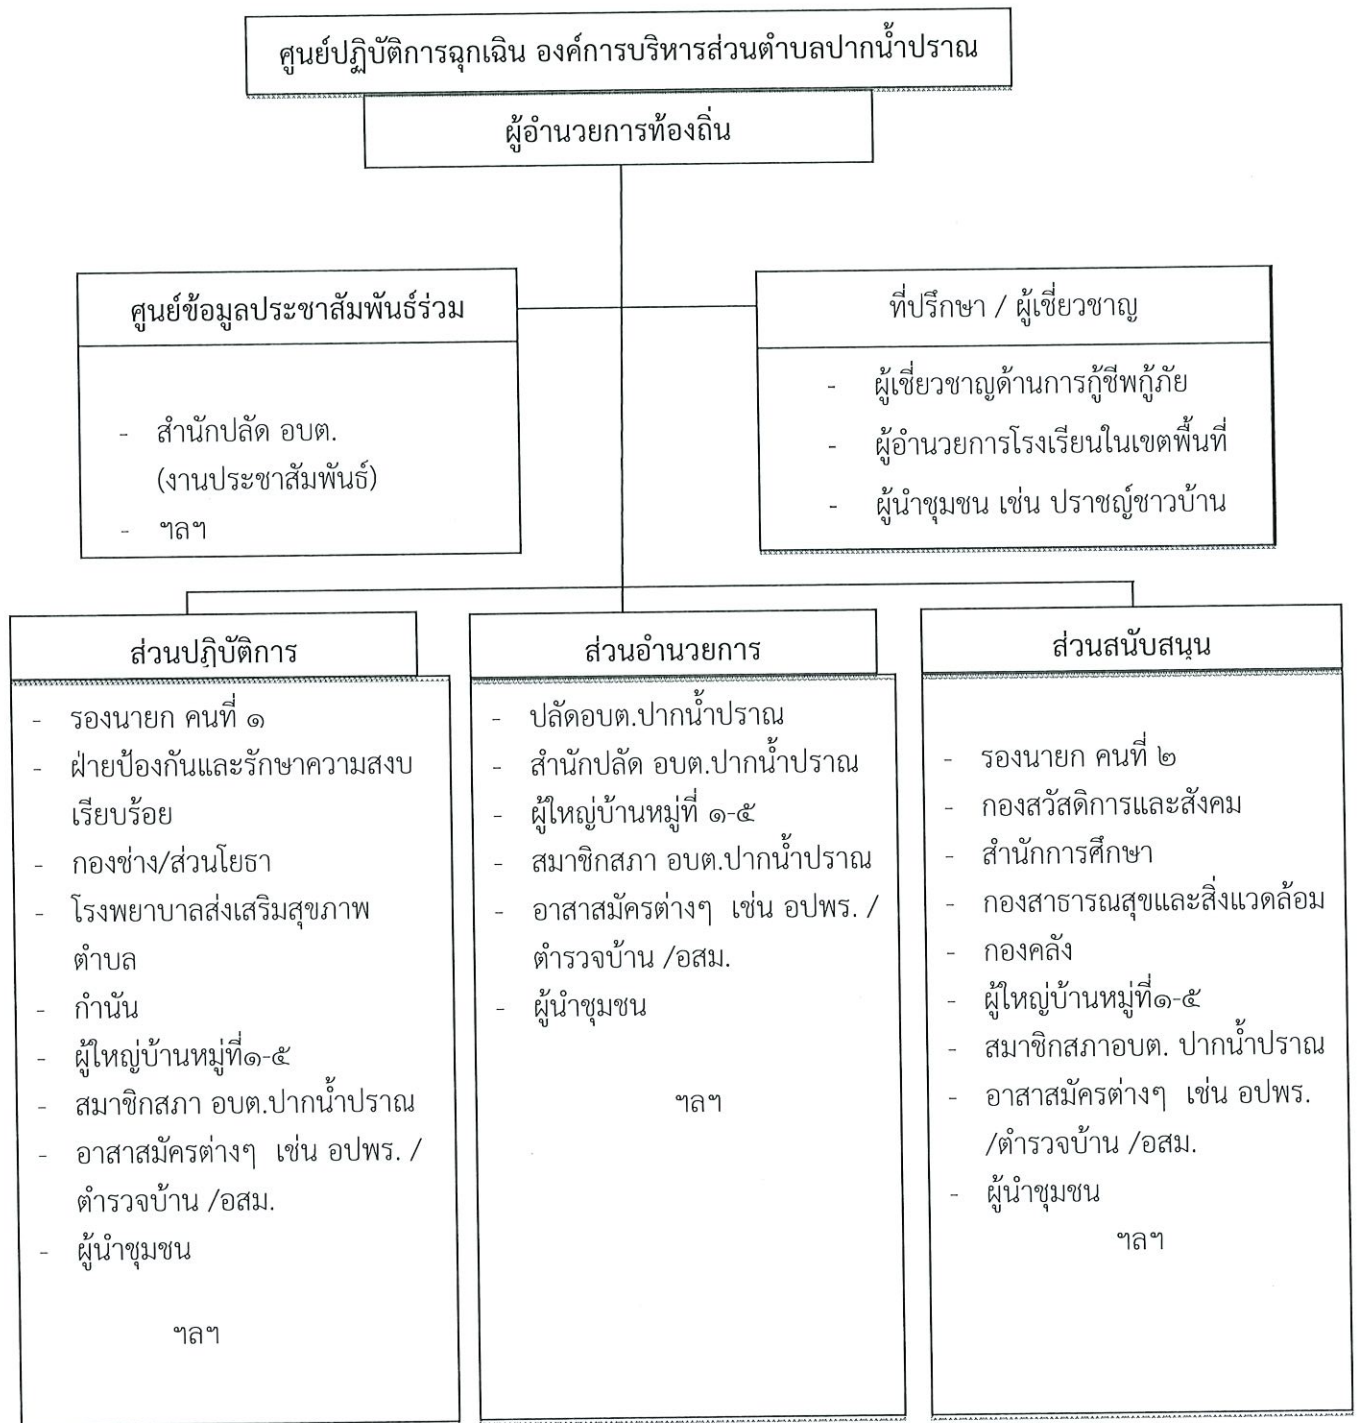 ศูนย์ปฏิบัติการฉุกเฉิน องค์การบริหารส่วนตำบลปากน้ำปราณ
ผู้อำนวยการท้องถิ่น
ศูนย์ข้อมูลประชาสัมพันธ์ร่วม
- สำนักปลัด อบต.
(งานประชาสัมพันธ์)
- ฯลฯ
ที่ปรึกษา / ผู้เชี่ยวชาญ
- ผู้เชี่ยวชาญด้านการกู้ชีพกู้ภัย
- ผู้อำนวยการโรงเรียนในเขตพื้นที่
- ผู้นำชุมชน เช่น ปราชญ์ชาวบ้าน
ส่วนปฏิบัติการ
- รองนายก คนที่ ๑
- ฝ่ายป้องกันและรักษาความสงบ
เรียบร้อย
- กองช่าง/ส่วนโยธา
- โรงพยาบาลส่งเสริมสุขภาพ
ตำบล
- กำนัน
- ผู้ใหญ่บ้านหมู่ที่๑-๕
- สมาชิกสภา อบต.ปากน้ำปราณ
- อาสาสมัครต่างๆ เช่น อปพร. /
ตำรวจบ้าน /อสม.
- ผู้นำชุมชน
ฯลฯ
ส่วนอำนวยการ
- ปลัดอบต.ปากน้ำปราณ
- สำนักปลัด อบต.ปากน้ำปราณ
- ผู้ใหญ่บ้านหมู่ที่ ๑-๕
- สมาชิกสภา อบต.ปากน้ำปราณ
- อาสาสมัครต่างๆ เช่น อปพร. /
ตำรวจบ้าน /อสม.
- ผู้นำชุมชน
ฯลฯ
ส่วนสนับสนุน
- รองนายก คนที่ ๒
- กองสวัสดิการและสังคม
- สำนักการศึกษา
- กองสาธารณสุขและสิ่งแวดล้อม
- กองคลัง
- ผู้ใหญ่บ้านหมู่ที่๑-๕
- สมาชิกสภาอบต. ปากน้ำปราณ
- อาสาสมัครต่างๆ เช่น อปพร.
/ตำรวจบ้าน /อสม.
- ผู้นำชุมชน
ฯลฯ